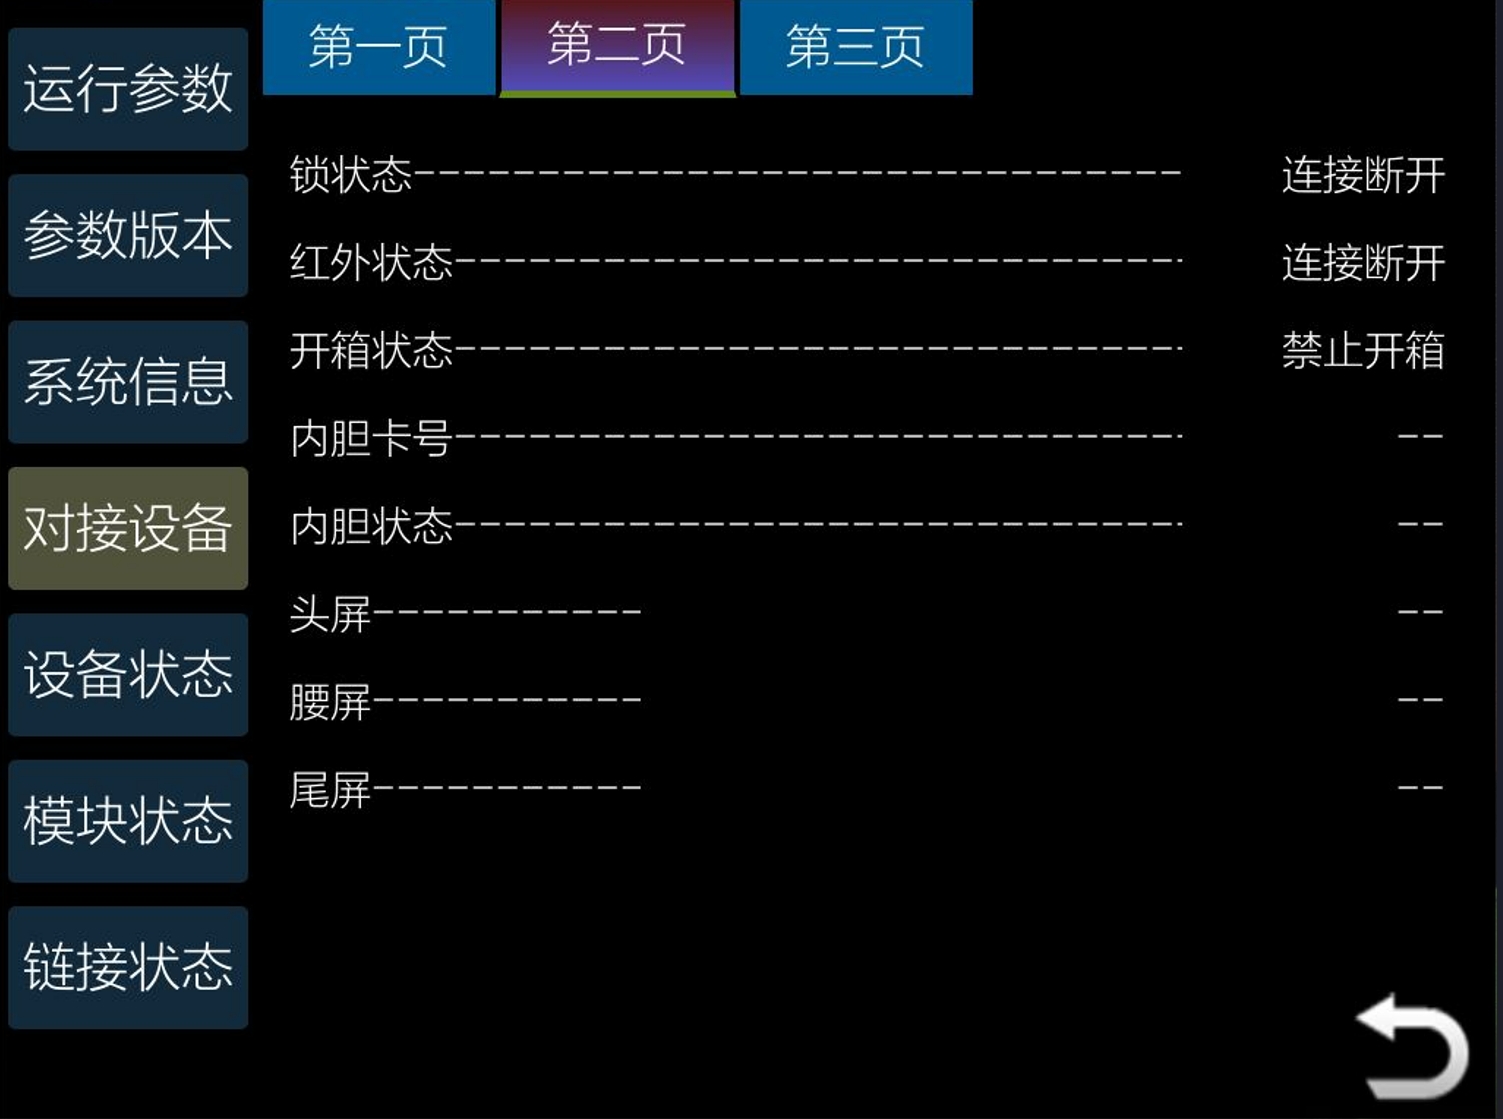 第一页 第二页 第三页
运行参数
参数版本
系统信息
对接设备
设备状态
模块状态
链接状态
锁状态------------------------------- 连接断开
红外状态------------------------------ 连接断开
开箱状态------------------------------ 禁止开箱
内胆卡号------------------------------ --
内胆状态------------------------------ --
头屏----------- --
腰屏----------- --
尾屏----------- --